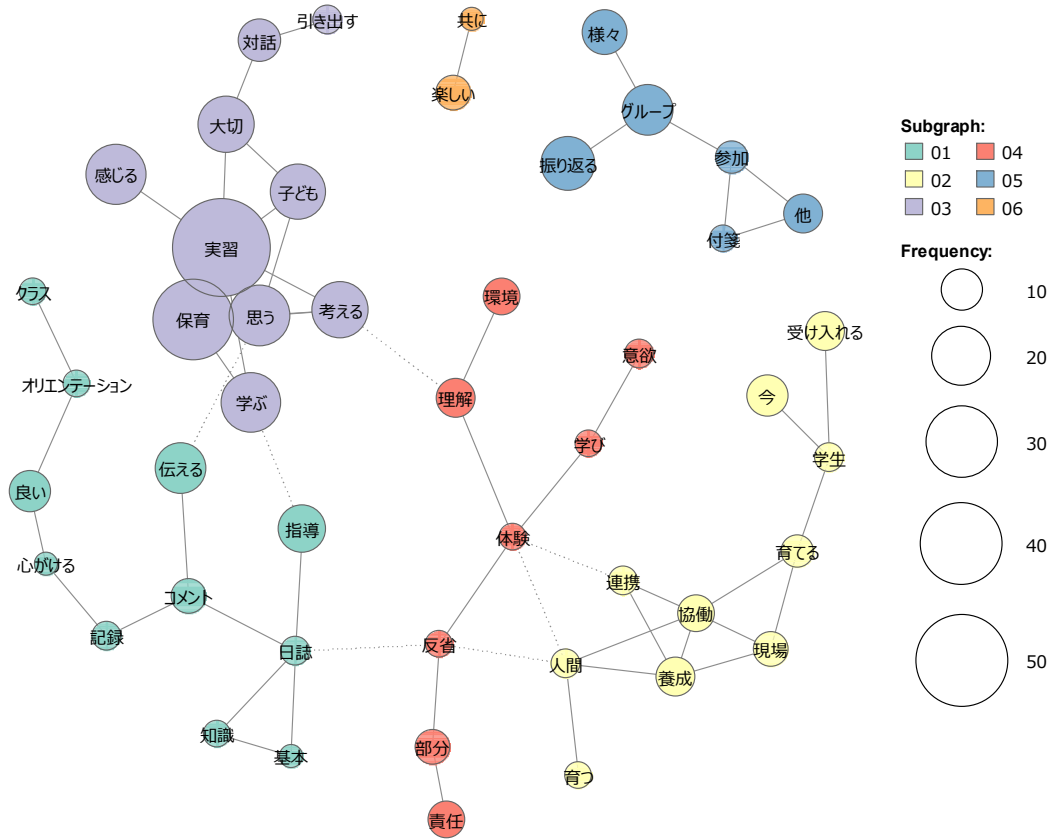 引き出す
共に
対話
様々
楽しい
グループ
大切
振り返る
参加
感じる
子ども
他
付箋
実習
クラス
環境
保育
思う
考える
受け入れる
意欲
オリエンテーション
理解
今
学ぶ
学び
学生
伝える
良い
指導
体験
育てる
心がける
連携
コメント
協働
記録
反省
日誌
現場
人間
養成
知識
部分
基本
育つ
責任
Subgraph:
01
04
02
05
03
06
Frequency:
10
20
30
40
50